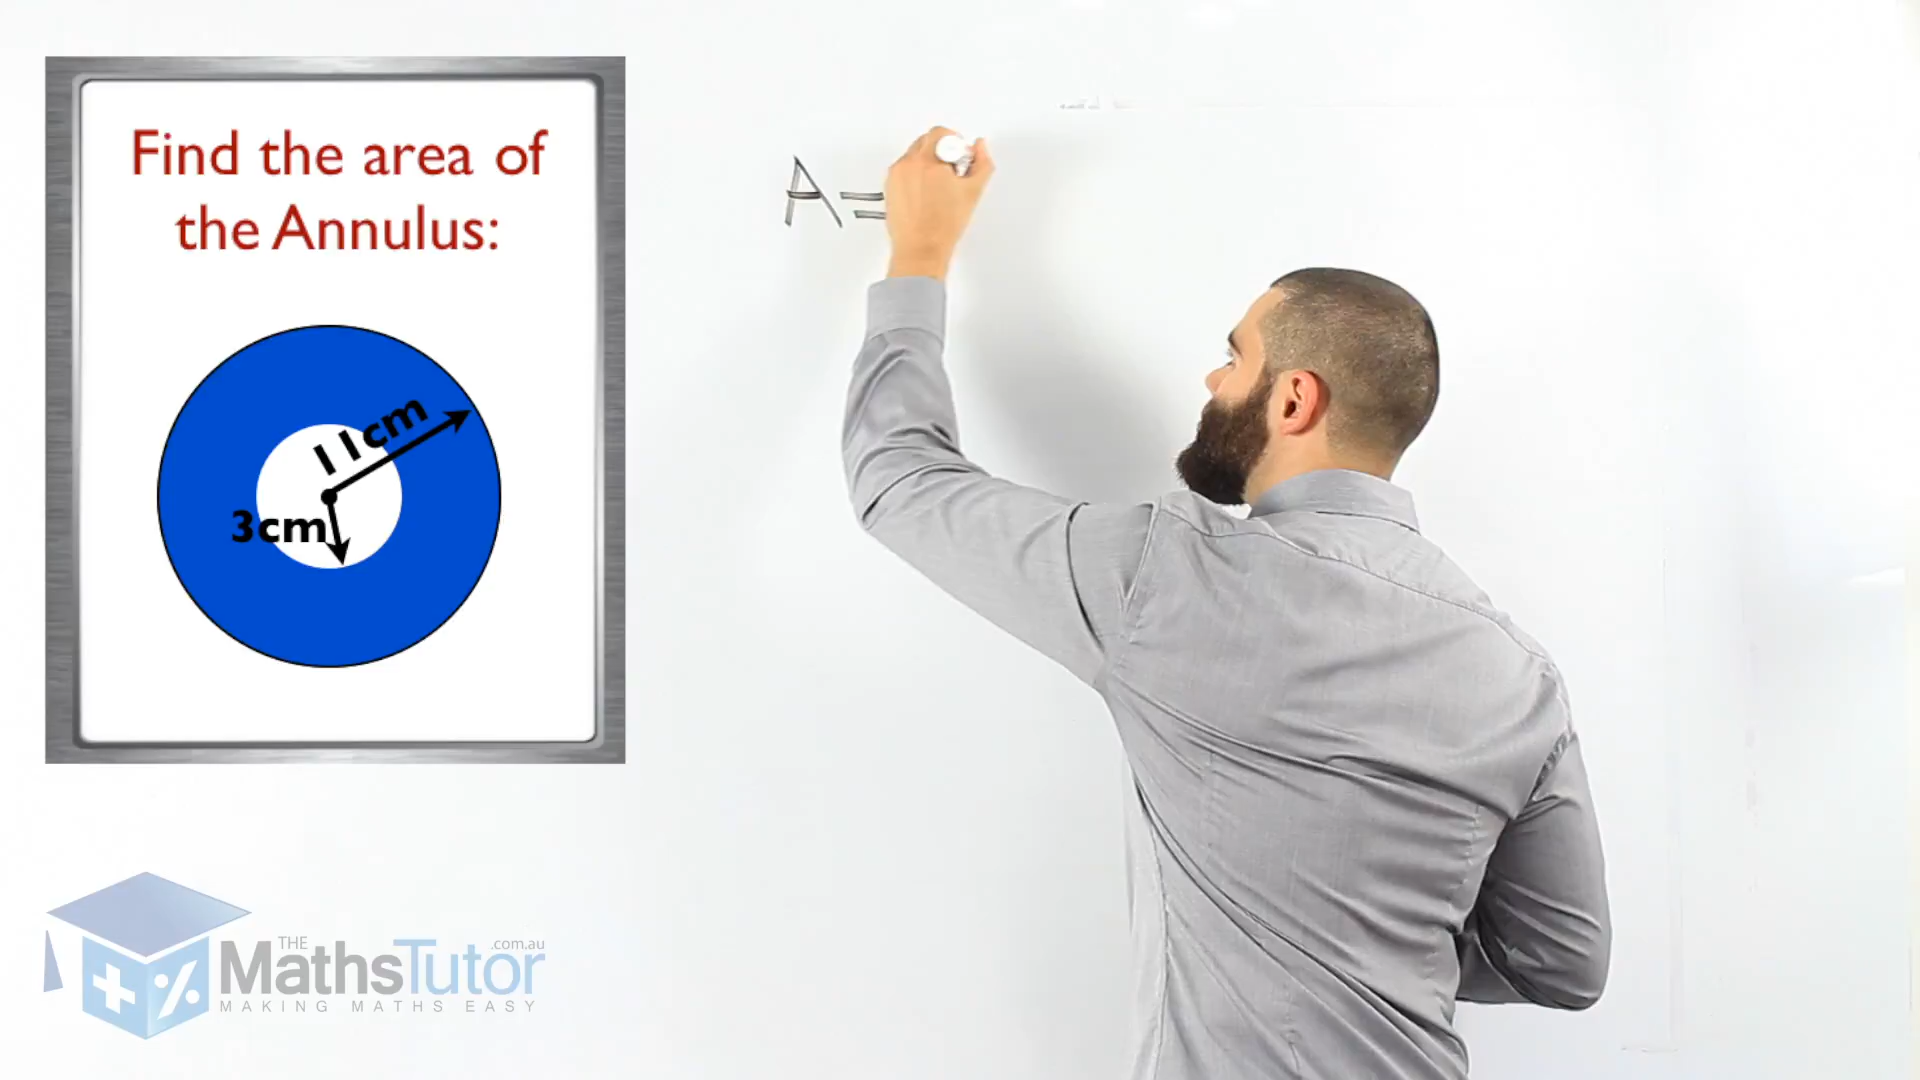 Find the area of
the Annulus:
11cm
3cm
A=
THE
MathsTutor
.com.au
MAKING MATHS EASY